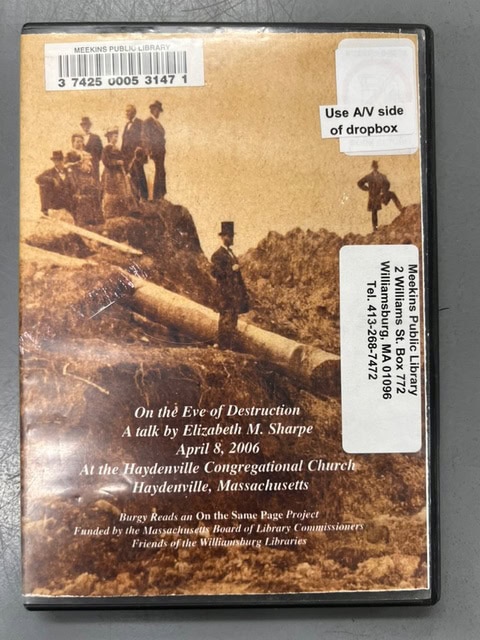 MEEKINS PUBLIC LIBRARY
3 7425 0005 3147 1
Use A/V side
of dropbox
Meekins Public Library
2 Williams St. Box 772
Williamsburg, MA 01096
Tel. 413-268-7472
On the Eve of Destruction
A talk by Elizabeth M. Sharpe
April 8, 2006
At the Haydenville Congregational Church
Haydenville, Massachusetts
Burgy Reads an On the Same Page Project
Funded by the Massachusetts Board of Library Commissioners
Friends of the Williamsburg Libraries